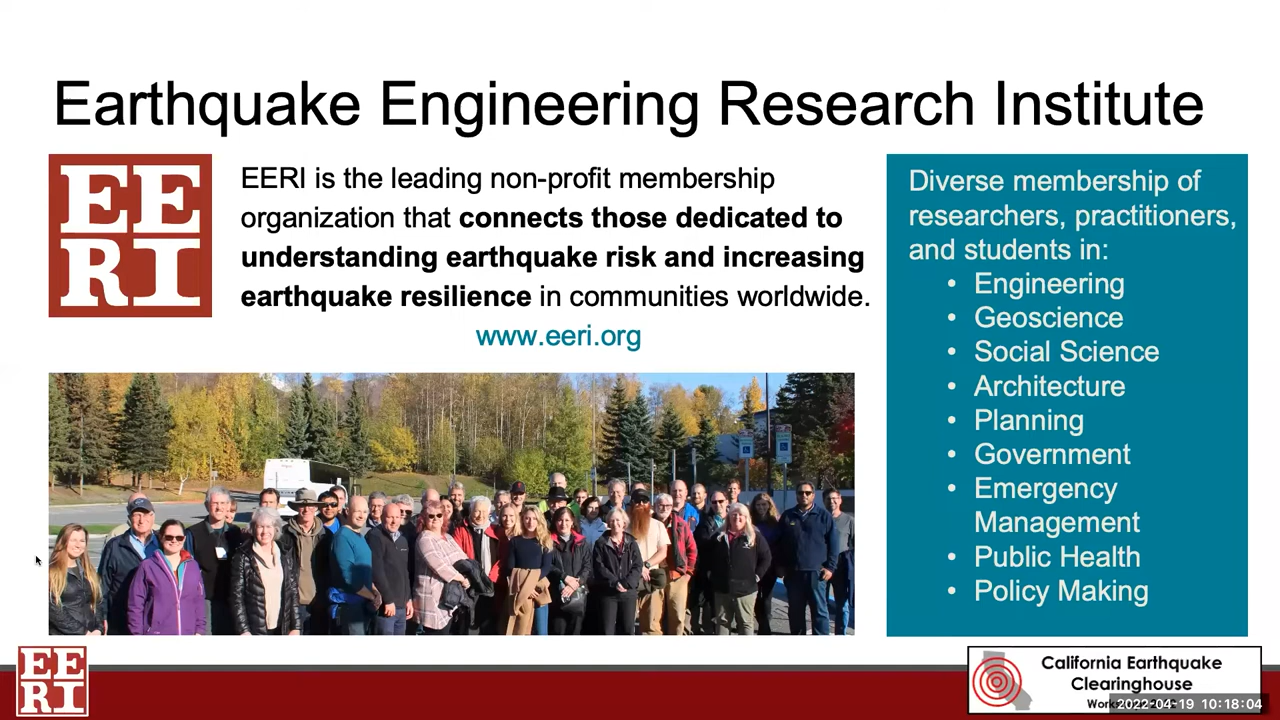 Earthquake Engineering Research Institute
EE
RI
EERI is the leading non-profit membership
organization that connects those dedicated to
understanding earthquake risk and increasing
earthquake resilience in communities worldwide.
www.eeri.org
Diverse membership of
researchers, practitioners,
and students in:
• Engineering
• Geoscience
• Social Science
• Architecture
• Planning
• Government
• Emergency
Management
• Public Health
• Policy Making
EE
RI
California Earthquake
Clearinghouse
2022-04-19 10:18:04